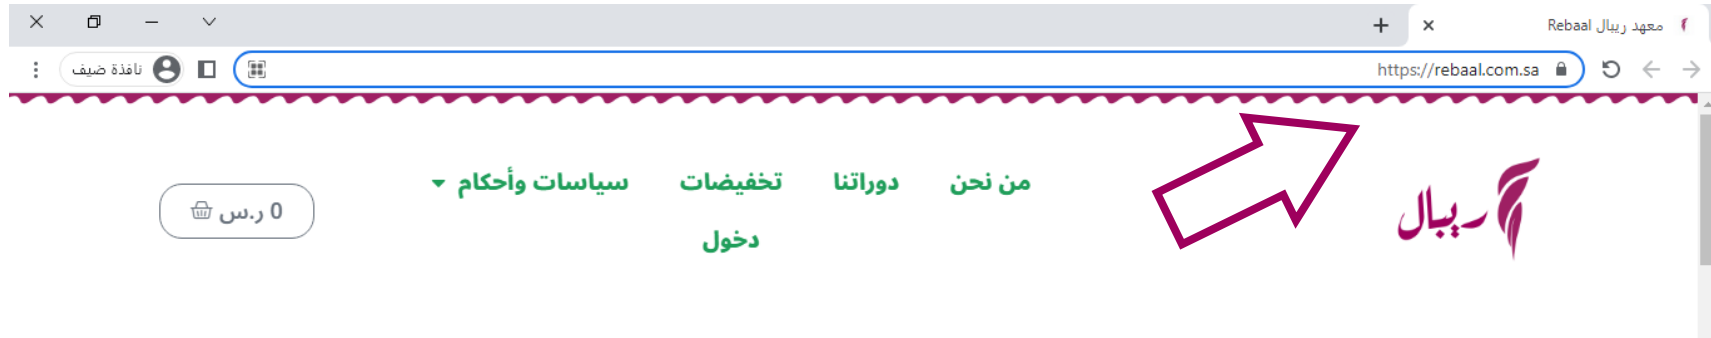 معهد ريبال Rebaal
https://rebaal.com.sa
نافذة ضيف
ريبال
من نحن
دوراتنا
تخفيضات
سياسات وأحكام
دخول
0 ر.س